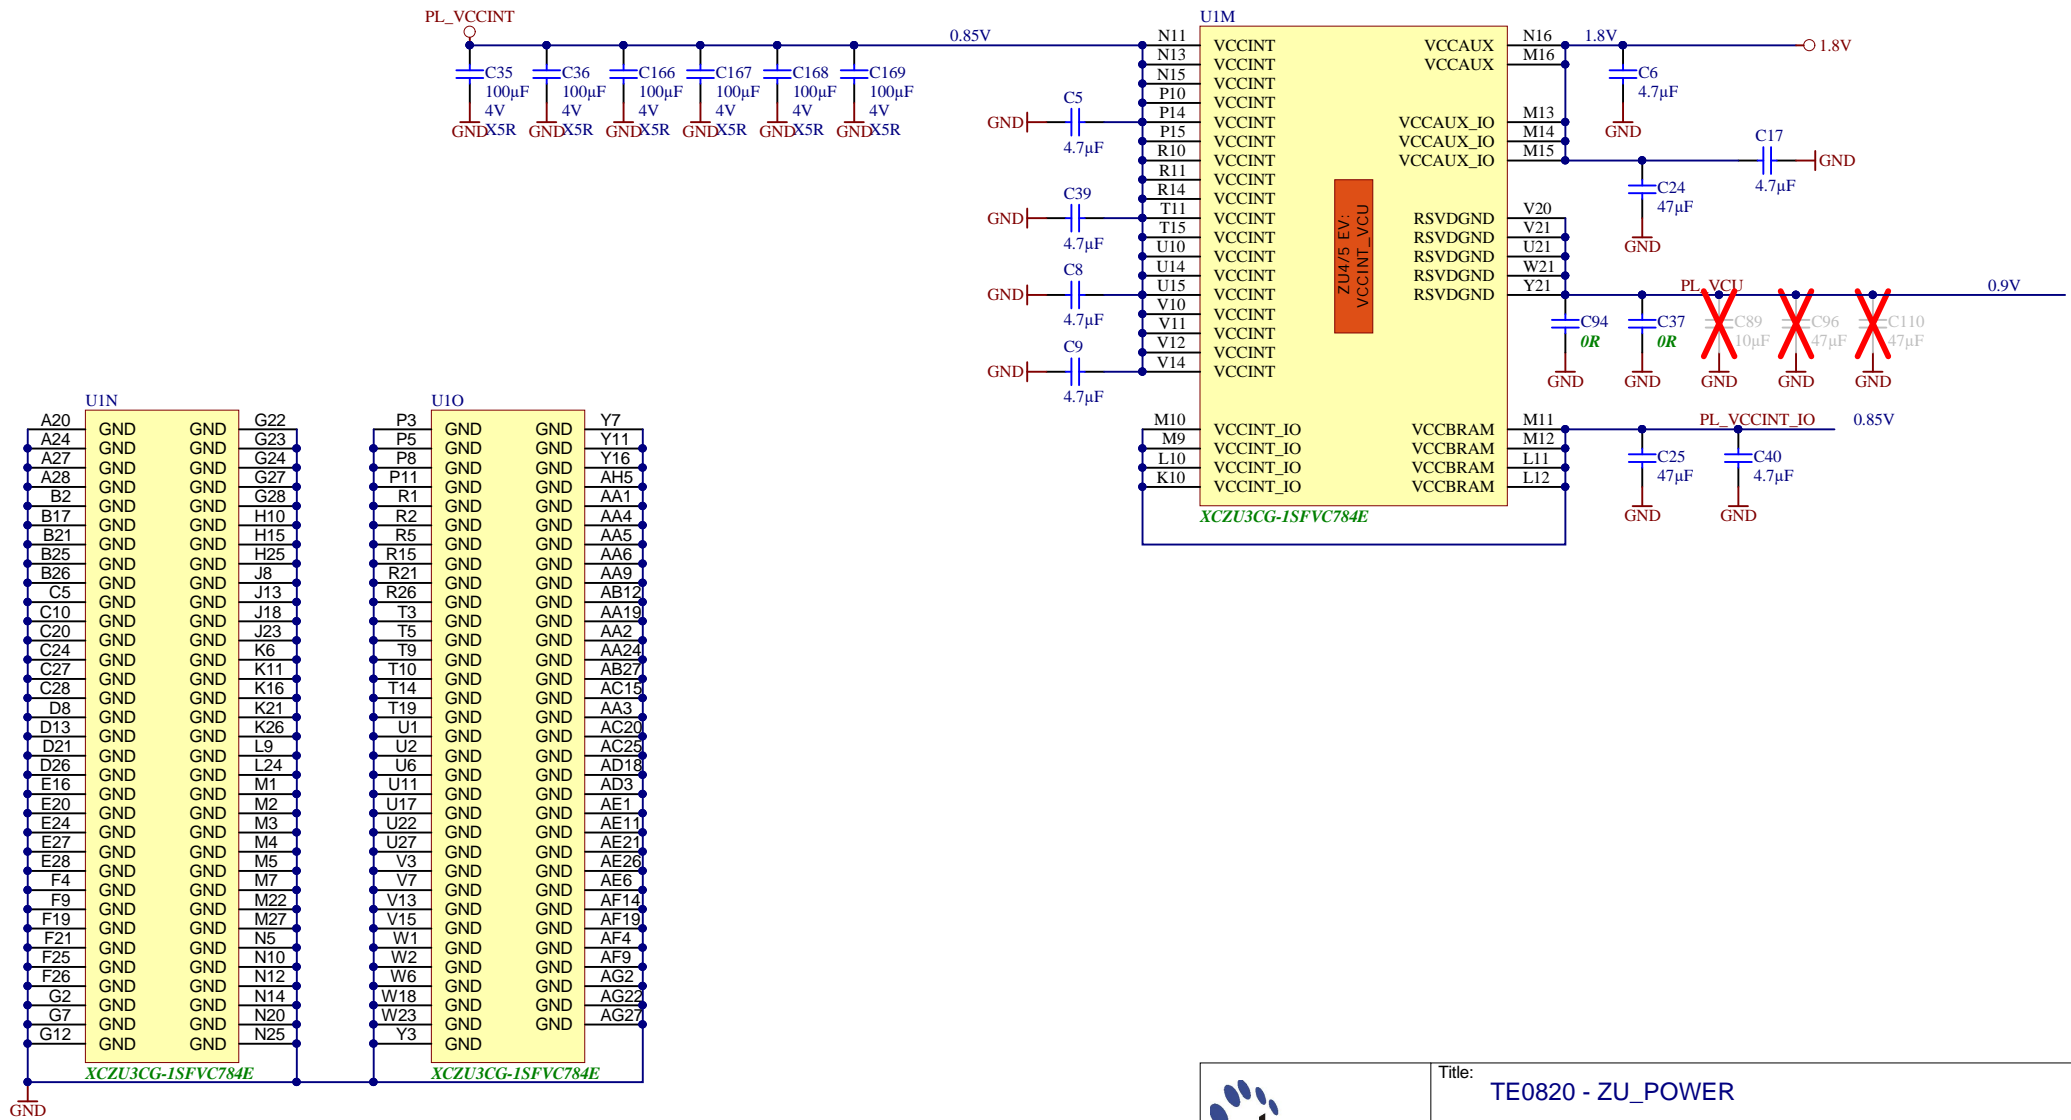 PL_VCCINT
0.85V
C35
100µF
4V
X5R
GND
C36
100µF
4V
X5R
GND
C166
100µF
4V
X5R
GND
C167
100µF
4V
X5R
GND
C168
100µF
4V
X5R
GND
C169
100µF
4V
X5R
GND
C5
GND
4.7µF
C39
GND
4.7µF
C8
GND
4.7µF
C9
GND
4.7µF
U1M
N11 VCCINT VCCAUX N16 1.8V 1.8V
N13 VCCINT VCCAUX M16
N15 VCCINT
P10 VCCINT
P14 VCCINT VCCAUX_IO M13
P15 VCCINT VCCAUX_IO M14
R10 VCCINT VCCAUX_IO M15
R11 VCCINT
R14 VCCINT
T11 VCCINT RSVDGND V20
T15 VCCINT RSVDGND V21
U10 VCCINT RSVDGND U21
U14 VCCINT RSVDGND W21
U15 VCCINT RSVDGND Y21
V10 VCCINT
V11 VCCINT
V12 VCCINT
V14 VCCINT
M10 VCCINT_IO VCCBRAM M11
M9 VCCINT_IO VCCBRAM M12
L10 VCCINT_IO VCCBRAM L11
K10 VCCINT_IO VCCBRAM L12
XCZU3CG-1SFVC784E
ZU4/5 EV:
VCCINT_VCU
C6
4.7µF
GND
C17
4.7µF
GND
C24
47µF
GND
PL_VCU
0.9V
C94
0R
GND
C37
0R
GND
C89
10µF
GND
C96
47µF
GND
C110
47µF
GND
PL_VCCINT_IO
0.85V
C25
47µF
GND
C40
4.7µF
GND
U1N
A20 GND GND G22
A24 GND GND G23
A27 GND GND G24
A28 GND GND G27
B2 GND GND G28
B17 GND GND H10
B21 GND GND H15
B25 GND GND H25
B26 GND GND J8
C5 GND GND J13
C10 GND GND J18
C20 GND GND J23
C24 GND GND K6
C27 GND GND K11
C28 GND GND K16
D8 GND GND K21
D13 GND GND K26
D21 GND GND L9
D26 GND GND L24
E16 GND GND M1
E20 GND GND M2
E24 GND GND M3
E27 GND GND M4
E28 GND GND M5
F4 GND GND M7
F9 GND GND M22
F19 GND GND M27
F21 GND GND N5
F25 GND GND N10
F26 GND GND N12
G2 GND GND N14
G7 GND GND N20
G12 GND GND N25
XCZU3CG-1SFVC784E
GND
U1O
P3 GND GND Y7
P5 GND GND Y11
P8 GND GND Y16
P11 GND GND AH5
R1 GND GND AA1
R2 GND GND AA4
R5 GND GND AA5
R15 GND GND AA6
R21 GND GND AA9
R26 GND GND AB12
T3 GND GND AA19
T5 GND GND AA2
T9 GND GND AA24
T10 GND GND AB27
T14 GND GND AC15
T19 GND GND AA3
U1 GND GND AC20
U2 GND GND AC25
U6 GND GND AD18
U11 GND GND AD3
U17 GND GND AE1
U22 GND GND AE11
U27 GND GND AE21
V3 GND GND AE26
V7 GND GND AE6
V13 GND GND AF14
V15 GND GND AF19
W1 GND GND AF4
W2 GND GND AF9
W6 GND GND AG2
W18 GND GND AG22
W23 GND GND AG27
Y3 GND
XCZU3CG-1SFVC784E
Title:
TE0820 - ZU_POWER